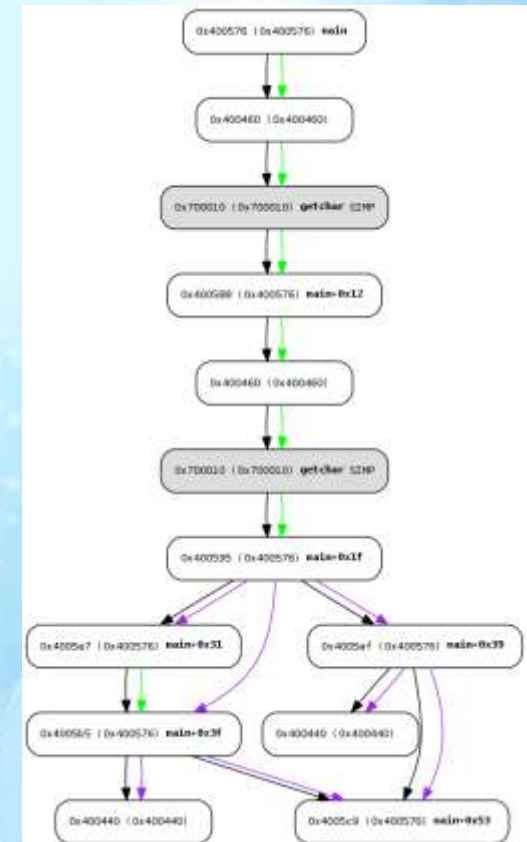 0x400576 (0x400576) main
0x400460 (0x400460)
0x700010 (0x700010) getchar SIMP
0x400588 (0x400576) main+0x12
0x400460 (0x400460)
0x700010 (0x700010) getchar SIMP
0x400595 (0x400576) main+0x1f
0x4005a7 (0x400576) main+0x31
0x4005af (0x400576) main+0x39
0x4005b5 (0x400576) main+0x3f
0x400440 (0x400440)
0x400440 (0x400440)
0x4005c9 (0x400576) main+0x53